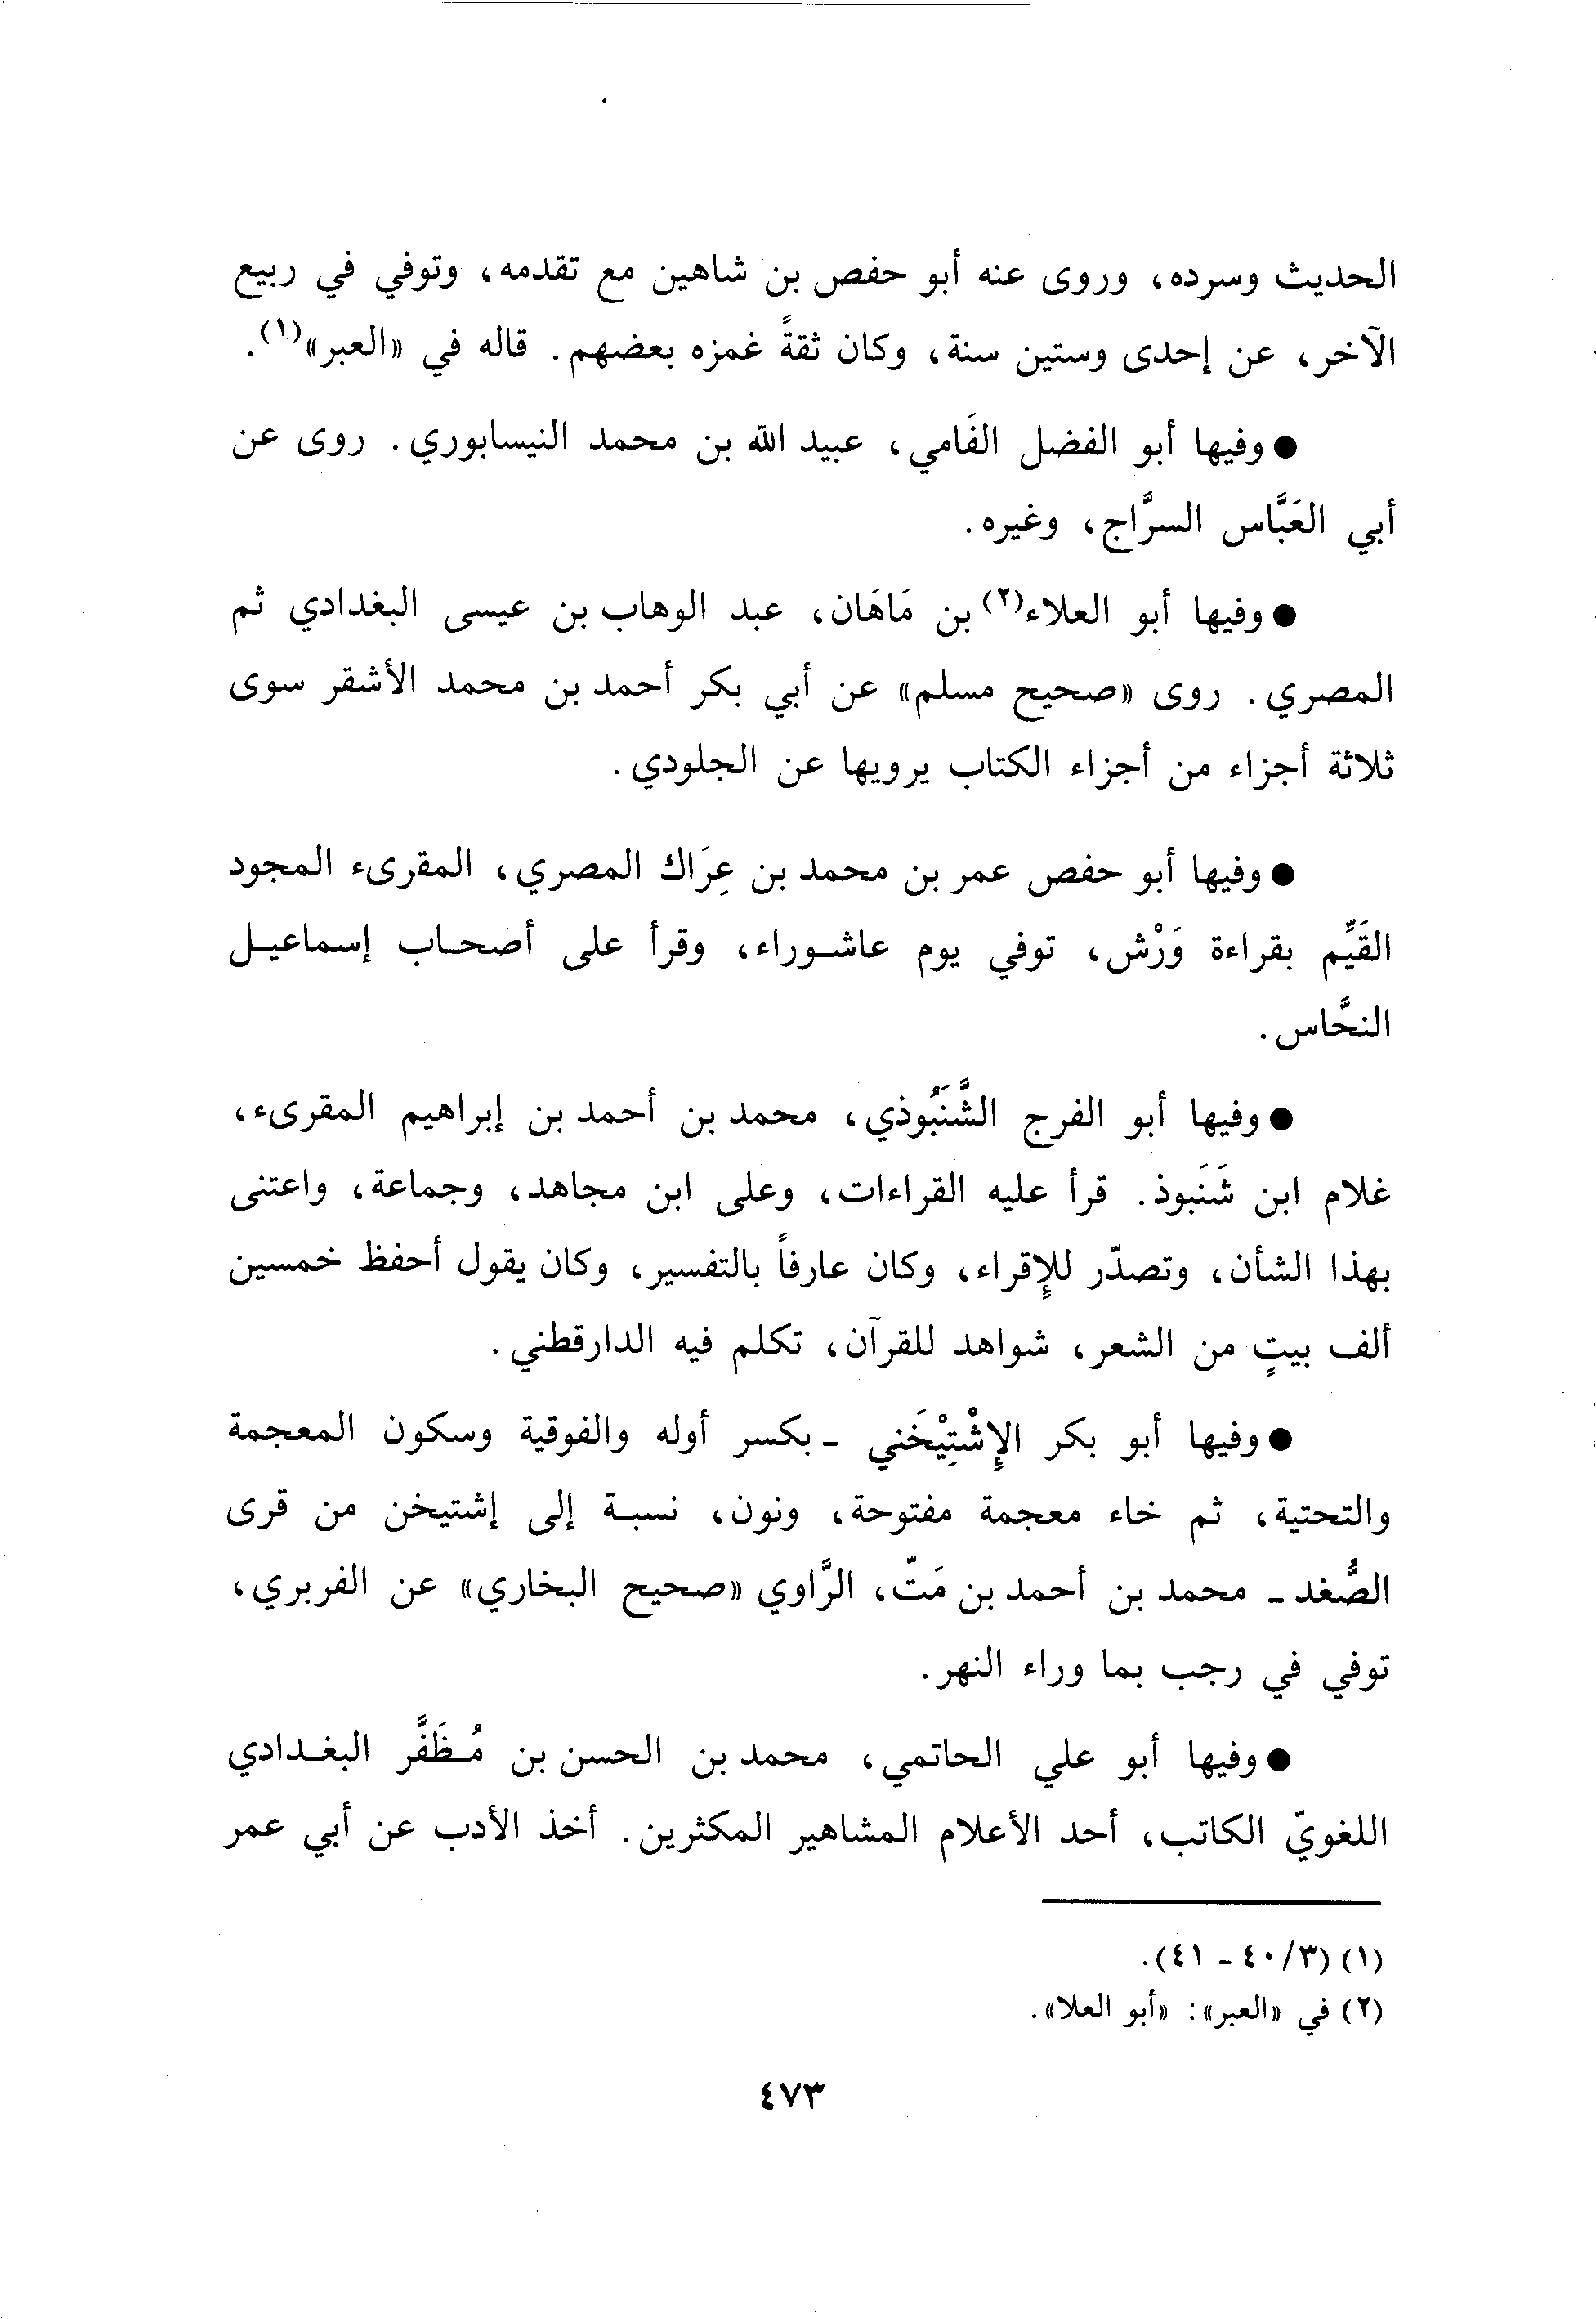 الحديث وسرده، وروى عنه أبو حفص بن شاهين مع تقدمه، وتوفي في ربيع
الآخر، عن إحدى وستين سنة، وكان ثقةً غمزه بعضهم. قاله في «العبر»(١).
● وفيها أبو الفضل الفَامي، عبيد الله بن محمد النيسابوري. روى عن
أبي العَبَّاس السرَّاج، وغيره.
● وفيها أبو العلاء(٢) بن مَاهَان، عبد الوهاب بن عيسى البغدادي ثم
المصري. روى «صحيح مسلم» عن أبي بكر أحمد بن محمد الأشقر سوى
ثلاثة أجزاء من أجزاء الكتاب يرويها عن الجلودي.
● وفيها أبو حفص عمر بن محمد بن عِرَاك المصري، المقرىء المجود
القَيِّم بقراءة وَرْش، توفي يوم عاشوراء، وقرأ على أصحاب إسماعيل
النحَّاس.
● وفيها أبو الفرج الشَّنَبُوذي، محمد بن أحمد بن إبراهيم المقرىء،
غلام ابن شَنَبوذ. قرأ عليه القراءات، وعلى ابن مجاهد، وجماعة، واعتنى
بهذا الشأن، وتصدّر للإِقراء، وكان عارفاً بالتفسير، وكان يقول أحفظ خمسين
ألف بيتٍ من الشعر، شواهد للقرآن، تكلم فيه الدارقطني.
● وفيها أبو بكر الإِشْتِيْخَني ـ بكسر أوله والفوقية وسكون المعجمة
والتحتية، ثم خاء معجمة مفتوحة، ونون، نسبة إلى إشتيخن من قرى
الصُّغد ـ محمد بن أحمد بن مَتّ، الرَّاوي «صحيح البخاري» عن الفربري،
توفي في رجب بما وراء النهر.
● وفيها أبو علي الحاتمي، محمد بن الحسن بن مُظَفَّر البغدادي
اللغويّ الكاتب، أحد الأعلام المشاهير المكثرين. أخذ الأدب عن أبي عمر
(١) (٣/٤٠ ـ ٤١).
(٢) في «العبر»: «أبو العلا».
٤٧٣